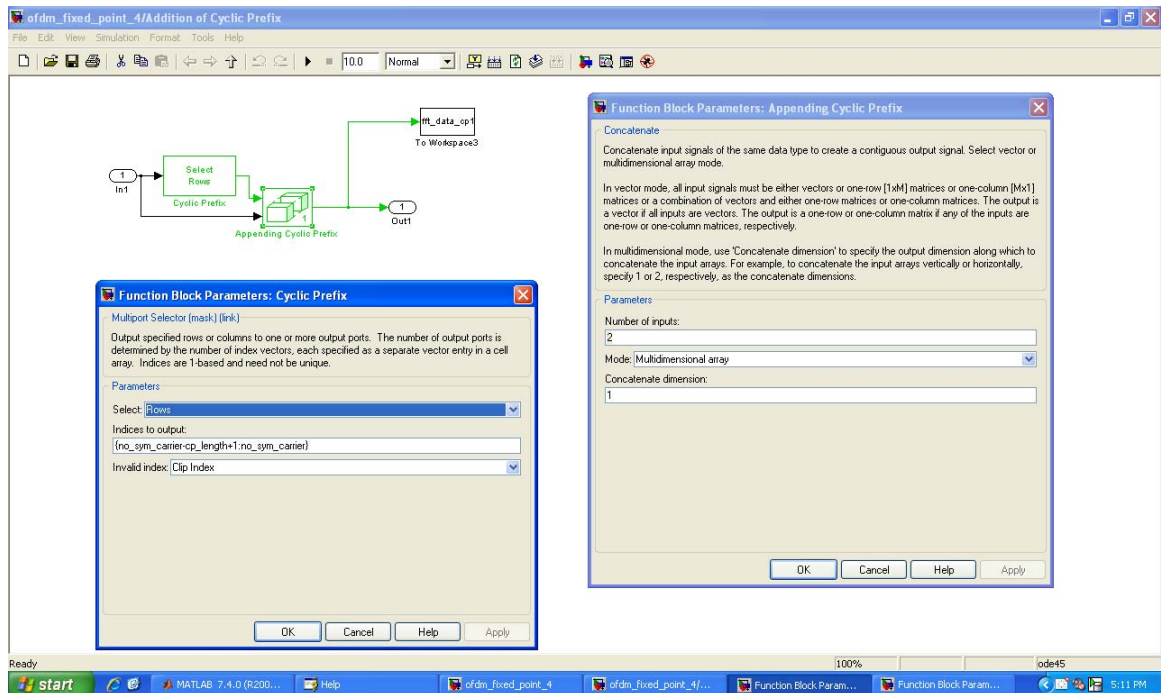 ofdm_fixed_point_4/Addition of Cyclic Prefix
File Edit View Simulation Format Tools Help
10.0 Normal
fft_data_cp1
To Workspace3
1
In1
Select
Rows
Cyclic Prefix
1
Appending Cyclic Prefix
1
Out1
Function Block Parameters: Cyclic Prefix
Multiport Selector (mask) (link)
Output specified rows or columns to one or more output ports. The number of output ports is
determined by the number of index vectors, each specified as a separate vector entry in a cell
array. Indices are 1-based and need not be unique.
Parameters
Select: Rows
Indices to output:
{no_sym_carrier-cp_length+1:no_sym_carrier}
Invalid index: Clip Index
OK Cancel Help Apply
Function Block Parameters: Appending Cyclic Prefix
Concatenate
Concatenate input signals of the same data type to create a contiguous output signal. Select vector or
multidimensional array mode.
In vector mode, all input signals must be either vectors or one-row [1xM] matrices or one-column [Mx1]
matrices or a combination of vectors and either one-row matrices or one-column matrices. The output is
a vector if all inputs are vectors. The output is a one-row or one-column matrix if any of the inputs are
one-row or one-column matrices, respectively.
In multidimensional mode, use 'Concatenate dimension' to specify the output dimension along which to
concatenate the input arrays. For example, to concatenate the input arrays vertically or horizontally,
specify 1 or 2, respectively, as the concatenate dimensions.
Parameters
Number of inputs:
2
Mode: Multidimensional array
Concatenate dimension:
1
OK Cancel Help Apply
Ready 100% ode45
start MATLAB 7.4.0 (R200... Help ofdm_fixed_point_4 ofdm_fixed_point_4/... Function Block Param... Function Block Param... 5:11 PM